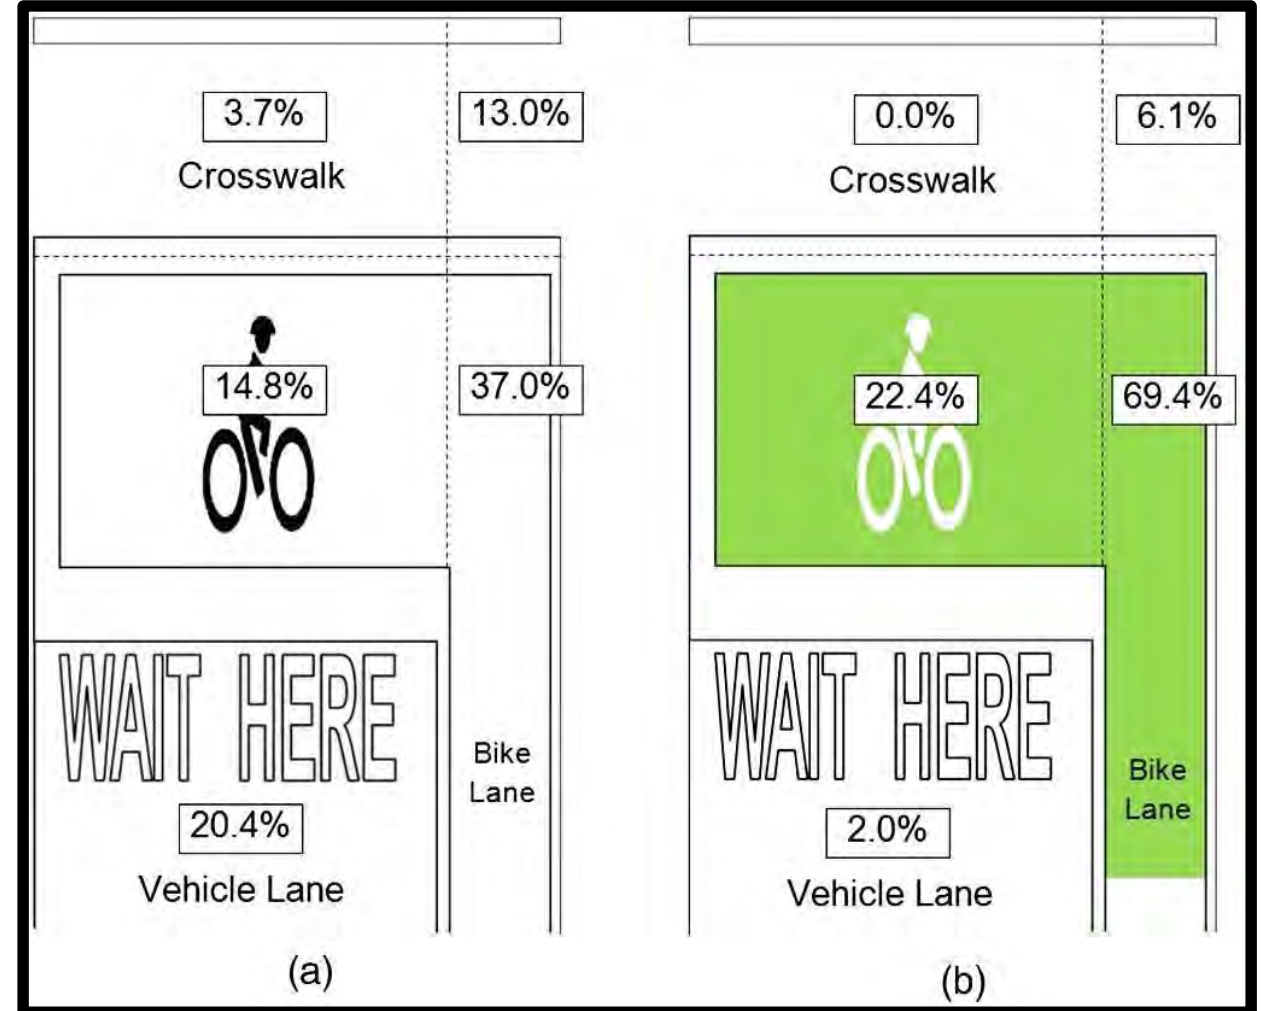 3.7%
13.0%
Crosswalk
14.8%
37.0%
WAIT HERE
Bike
Lane
20.4%
Vehicle Lane
(a)
0.0%
6.1%
Crosswalk
22.4%
69.4%
WAIT HERE
Bike
Lane
2.0%
Vehicle Lane
(b)